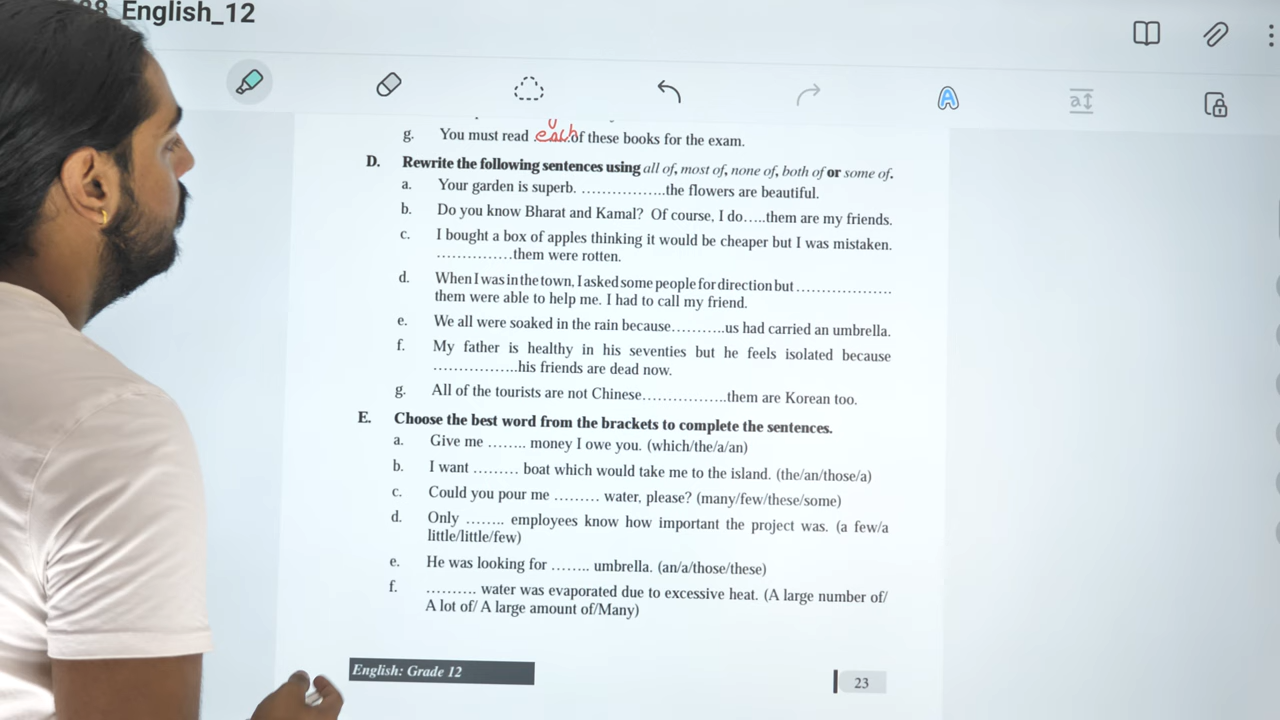 8 English_12
A
a
g. You must read .each.of these books for the exam.
D. Rewrite the following sentences using all of, most of, none of, both of or some of.
a. Your garden is superb. ................the flowers are beautiful.
b. Do you know Bharat and Kamal? Of course, I do.....them are my friends.
c. I bought a box of apples thinking it would be cheaper but I was mistaken.
...............them were rotten.
d. When I was in the town, I asked some people for direction but ..................
them were able to help me. I had to call my friend.
e. We all were soaked in the rain because...........us had carried an umbrella.
f. My father is healthy in his seventies but he feels isolated because
.................his friends are dead now.
g. All of the tourists are not Chinese.................them are Korean too.
E. Choose the best word from the brackets to complete the sentences.
a. Give me ........ money I owe you. (which/the/a/an)
b. I want ......... boat which would take me to the island. (the/an/those/a)
c. Could you pour me ......... water, please? (many/few/these/some)
d. Only ........ employees know how important the project was. (a few/a
little/little/few)
e. He was looking for ........ umbrella. (an/a/those/these)
f. .......... water was evaporated due to excessive heat. (A large number of/
A lot of/ A large amount of/Many)
English: Grade 12
23